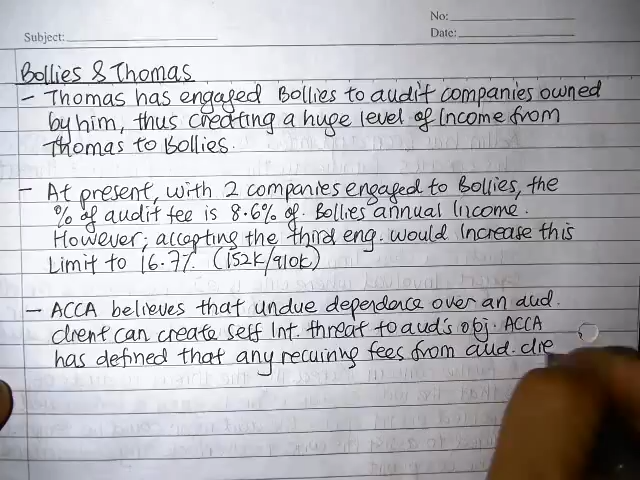 No:
Subject:
Date:
Bollies & Thomas
- Thomas has engaged Bollies to audit companies owned
by him, thus creating a huge level of Income from
Thomas to Bollies.
- At present, with 2 companies engaged to Bollies, the
% of audit fee is 8.6% of. Bollies annual Income.
However, accepting the third eng. would Increase this
Limit to 16.7%. (152k/910k)
- ACCA believes that undue dependence over an aud.
client can create self Int. threat to aud's obj. ACCA
has defined that any recuiring fees from aud. clie